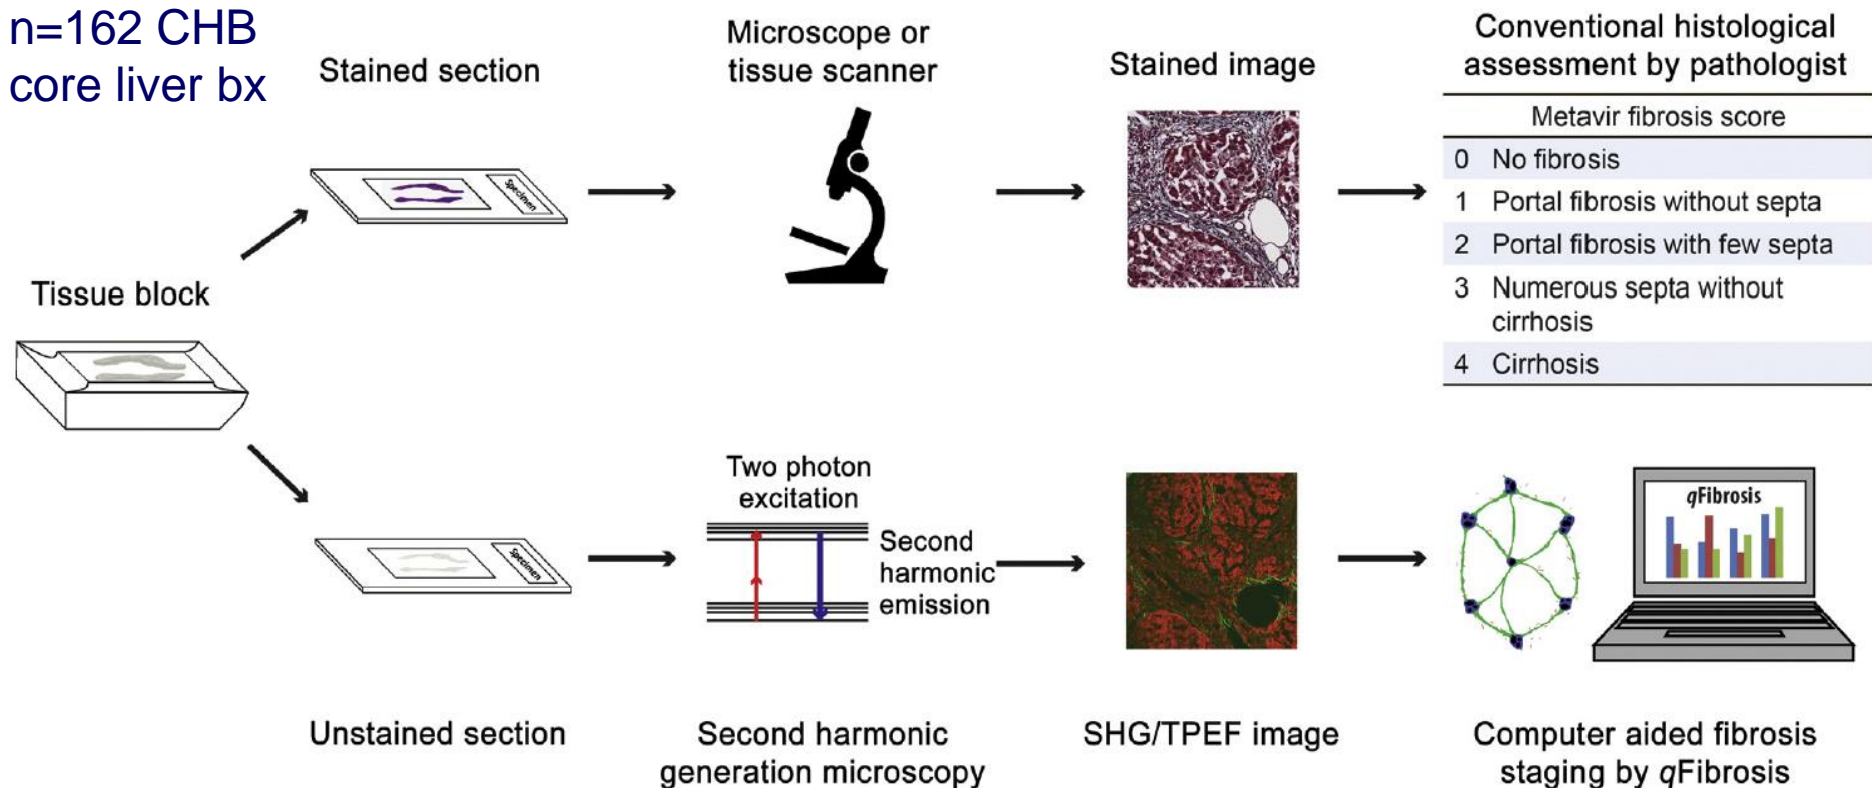 n=162 CHB
core liver bx
Stained section
Microscope or
tissue scanner
Stained image
Conventional histological
assessment by pathologist
Metavir fibrosis score
0 No fibrosis
1 Portal fibrosis without septa
2 Portal fibrosis with few septa
3 Numerous septa without
cirrhosis
4 Cirrhosis
Specimen
Tissue block
Two photon
excitation
Second
harmonic
emission
Specimen
qFibrosis
Unstained section
Second harmonic
generation microscopy
SHG/TPEF image
Computer aided fibrosis
staging by qFibrosis